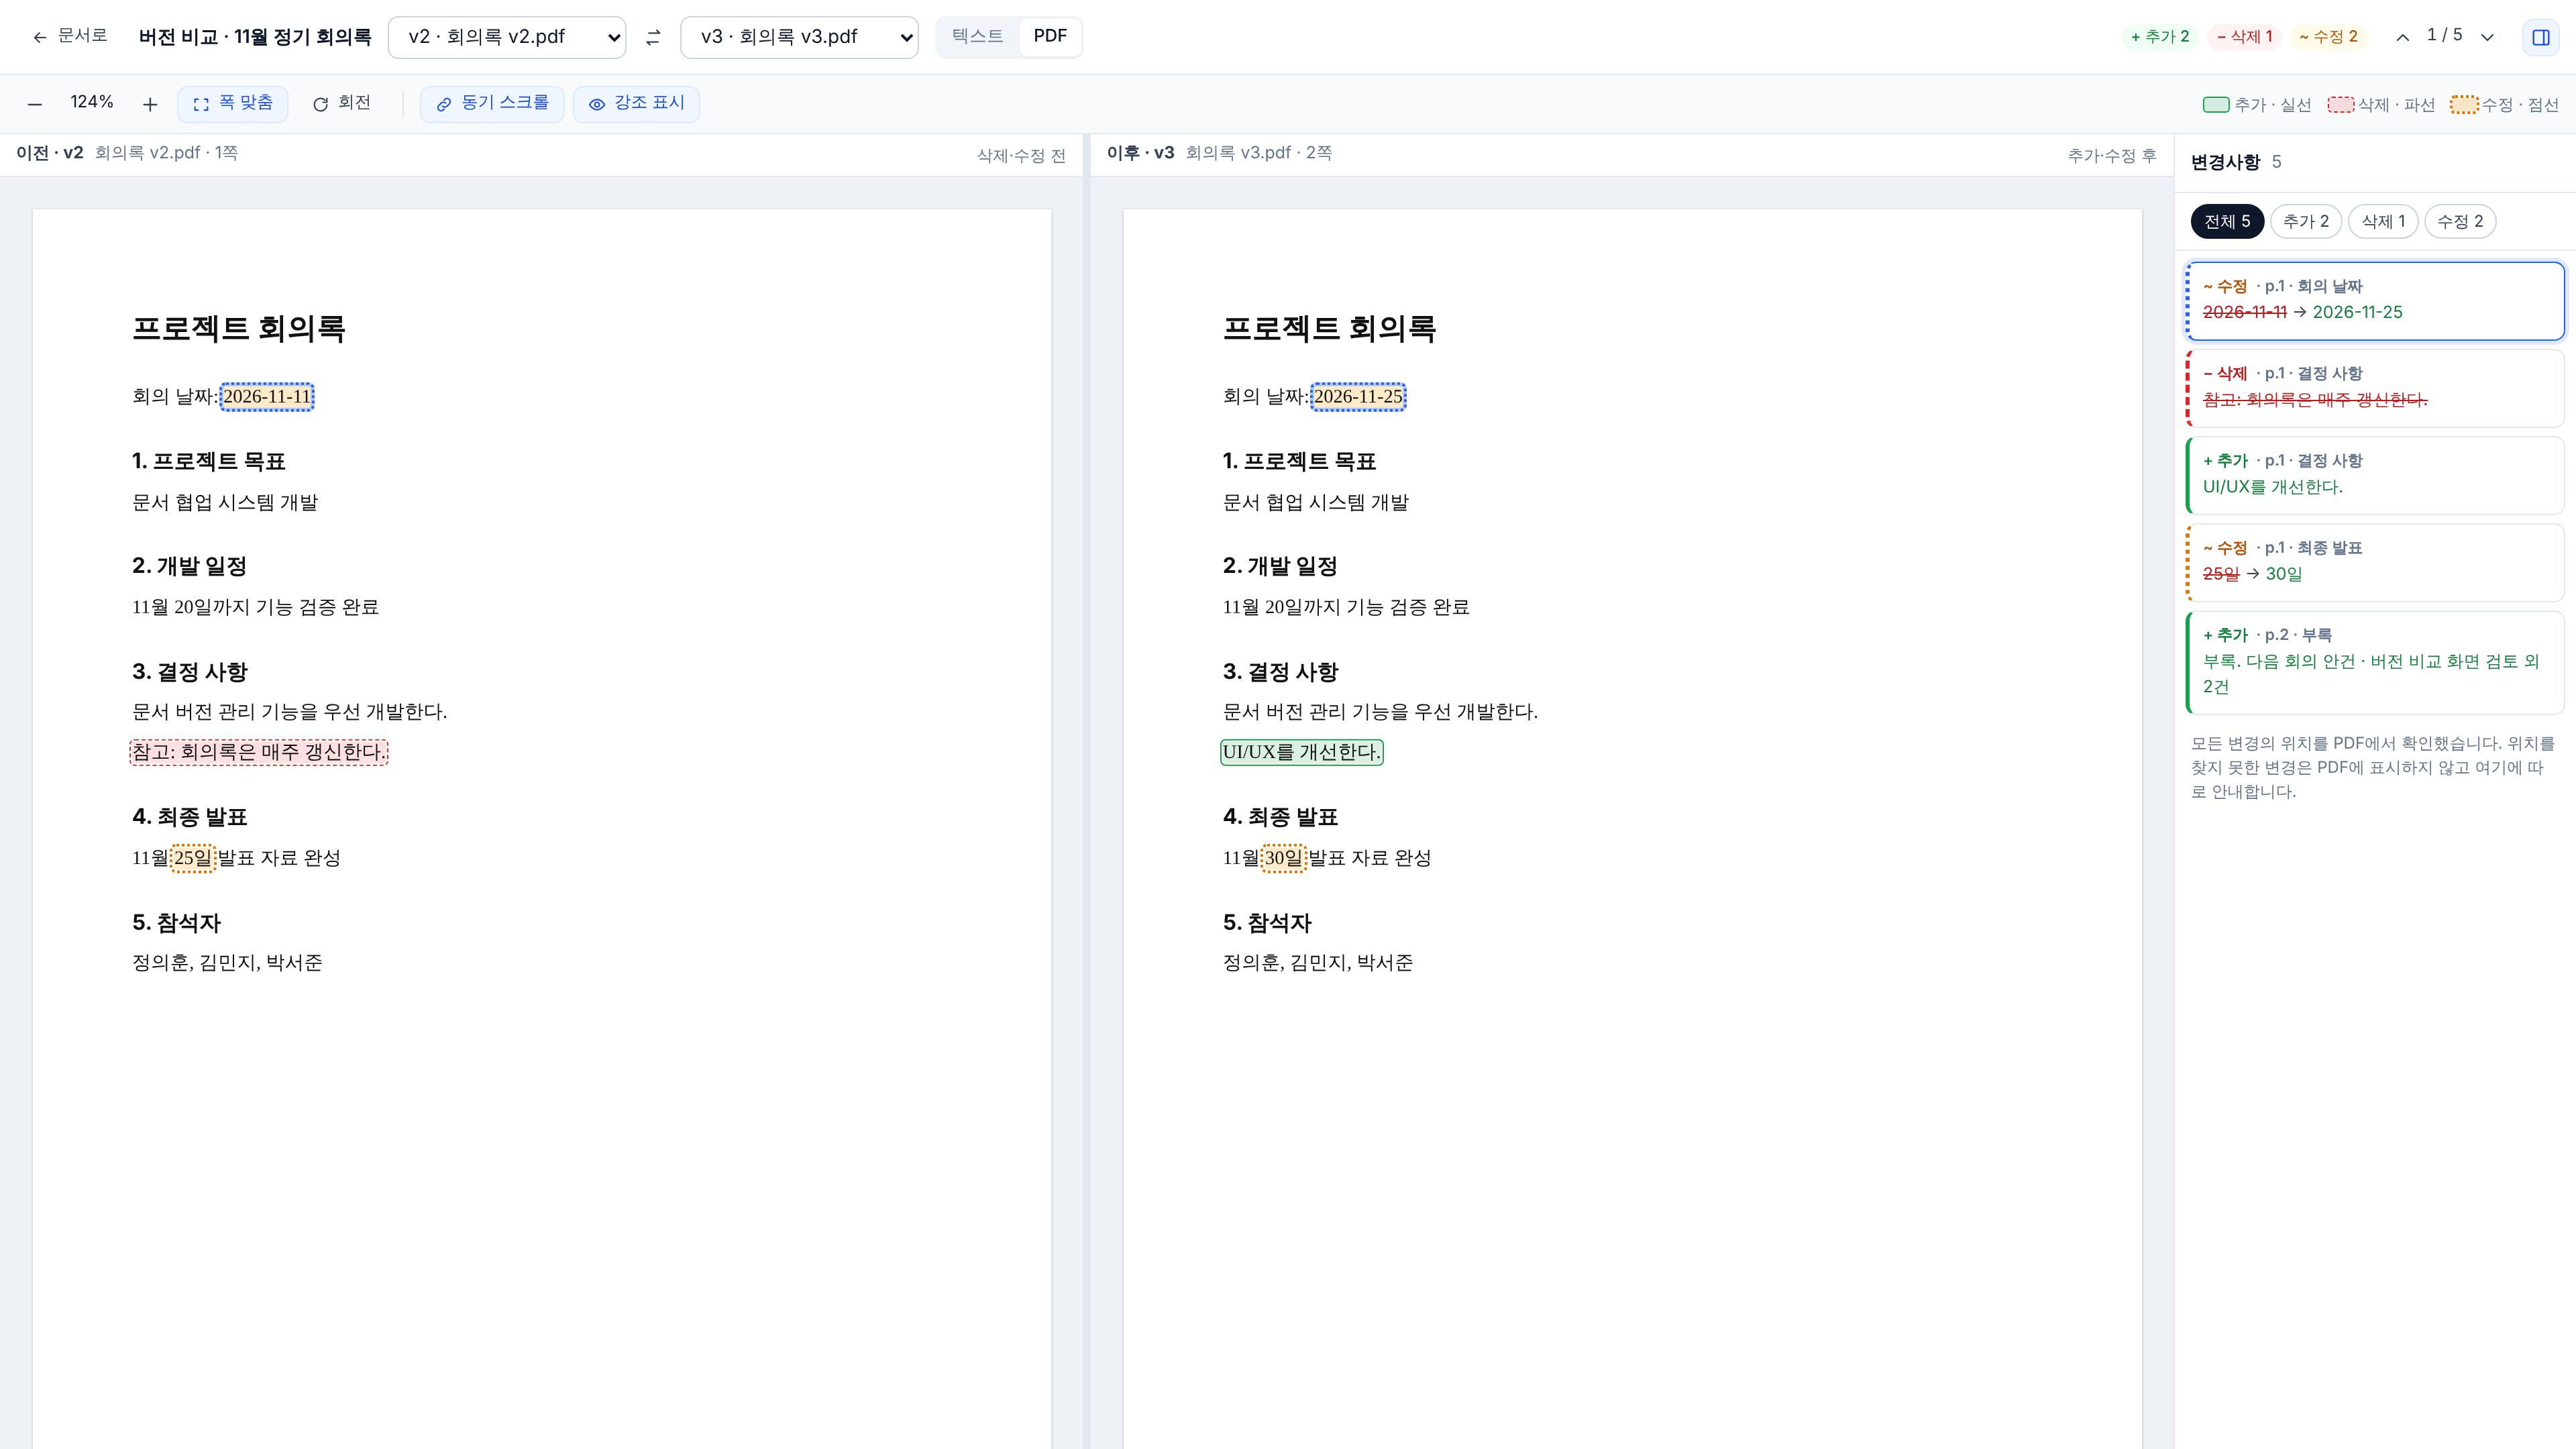 ← 문서로 버전 비교 · 11월 정기 회의록 v2 · 회의록 v2.pdf v3 · 회의록 v3.pdf 텍스트 PDF + 추가 2 − 삭제 1 ~ 수정 2 1 / 5
− 124% + 폭 맞춤 회전 동기 스크롤 강조 표시 추가 · 실선 삭제 · 파선 수정 · 점선
이전 · v2 회의록 v2.pdf · 1쪽 삭제·수정 전
프로젝트 회의록
회의 날짜: 2026-11-11
1. 프로젝트 목표
문서 협업 시스템 개발
2. 개발 일정
11월 20일까지 기능 검증 완료
3. 결정 사항
문서 버전 관리 기능을 우선 개발한다.
참고: 회의록은 매주 갱신한다.
4. 최종 발표
11월 25일 발표 자료 완성
5. 참석자
정의훈, 김민지, 박서준
이후 · v3 회의록 v3.pdf · 2쪽 추가·수정 후
프로젝트 회의록
회의 날짜: 2026-11-25
1. 프로젝트 목표
문서 협업 시스템 개발
2. 개발 일정
11월 20일까지 기능 검증 완료
3. 결정 사항
문서 버전 관리 기능을 우선 개발한다.
UI/UX를 개선한다.
4. 최종 발표
11월 30일 발표 자료 완성
5. 참석자
정의훈, 김민지, 박서준
변경사항 5
전체 5 추가 2 삭제 1 수정 2
~ 수정 · p.1 · 회의 날짜
2026-11-11 → 2026-11-25
− 삭제 · p.1 · 결정 사항
참고: 회의록은 매주 갱신한다.
+ 추가 · p.1 · 결정 사항
UI/UX를 개선한다.
~ 수정 · p.1 · 최종 발표
25일 → 30일
+ 추가 · p.2 · 부록
부록. 다음 회의 안건 · 버전 비교 화면 검토 외
2건
모든 변경의 위치를 PDF에서 확인했습니다. 위치를
찾지 못한 변경은 PDF에 표시하지 않고 여기에 따
로 안내합니다.